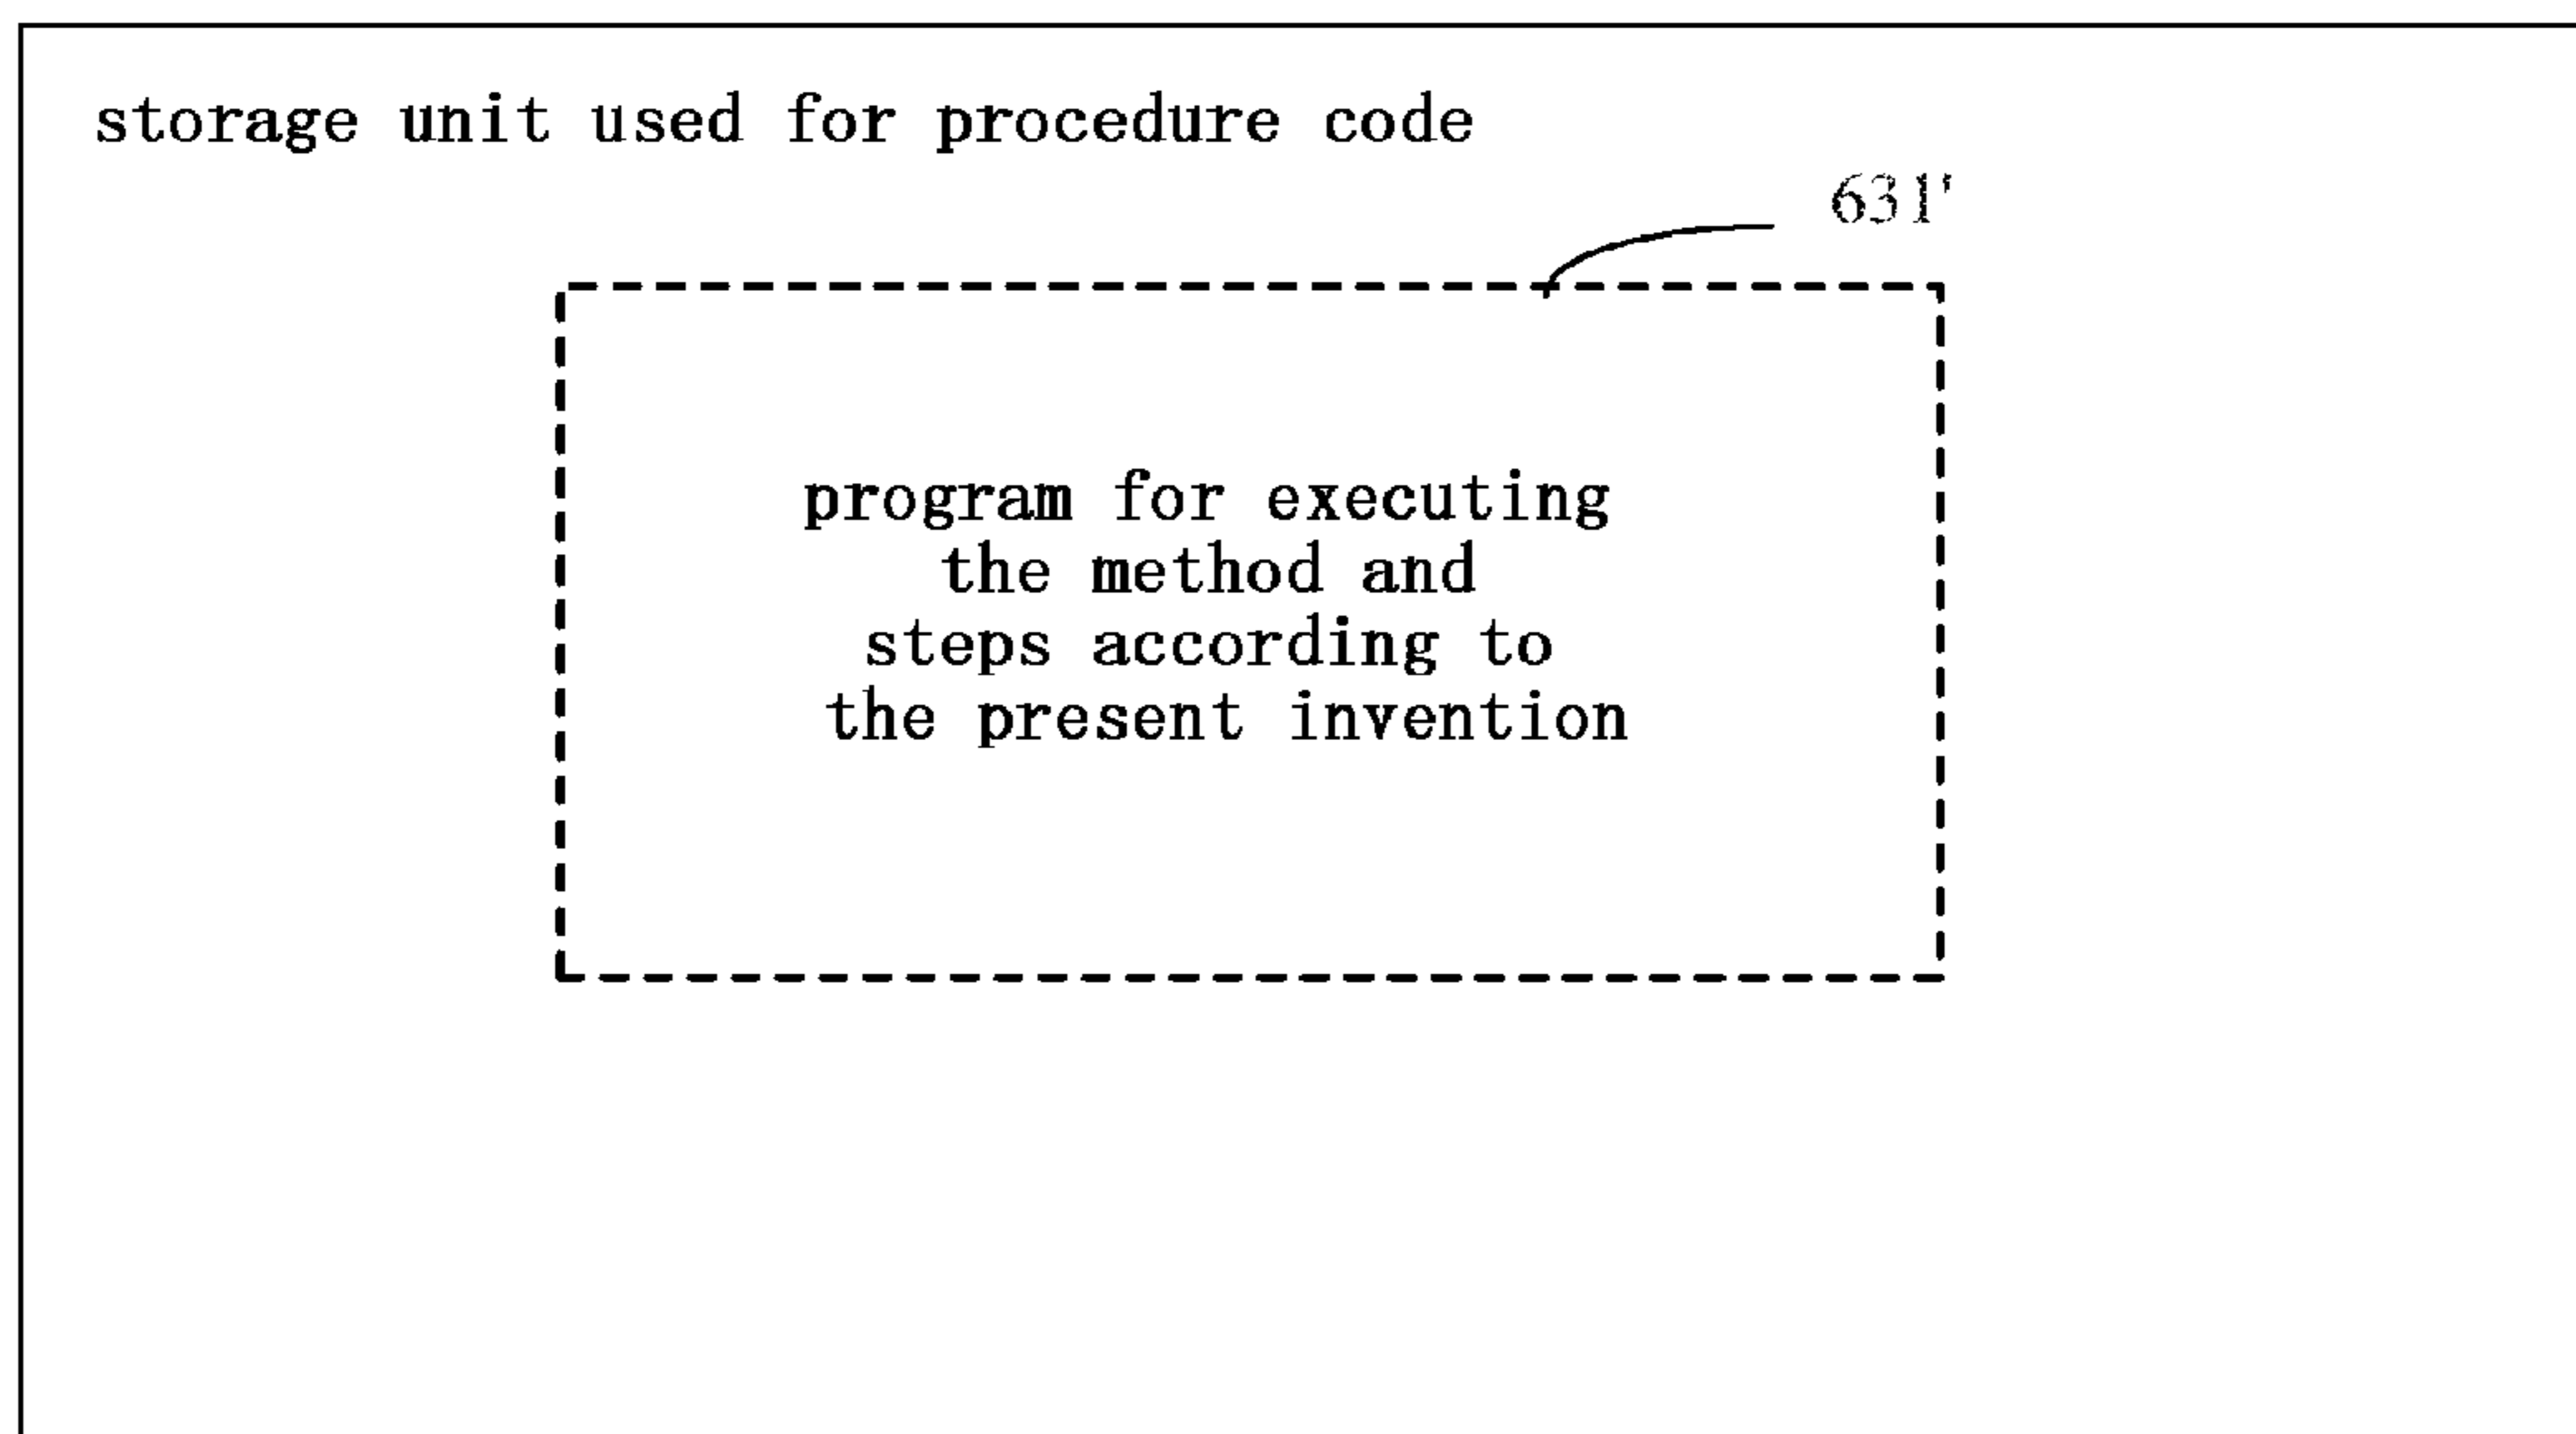 storage unit used for procedure code
631'
program for executing
the method and
steps according to
the present invention